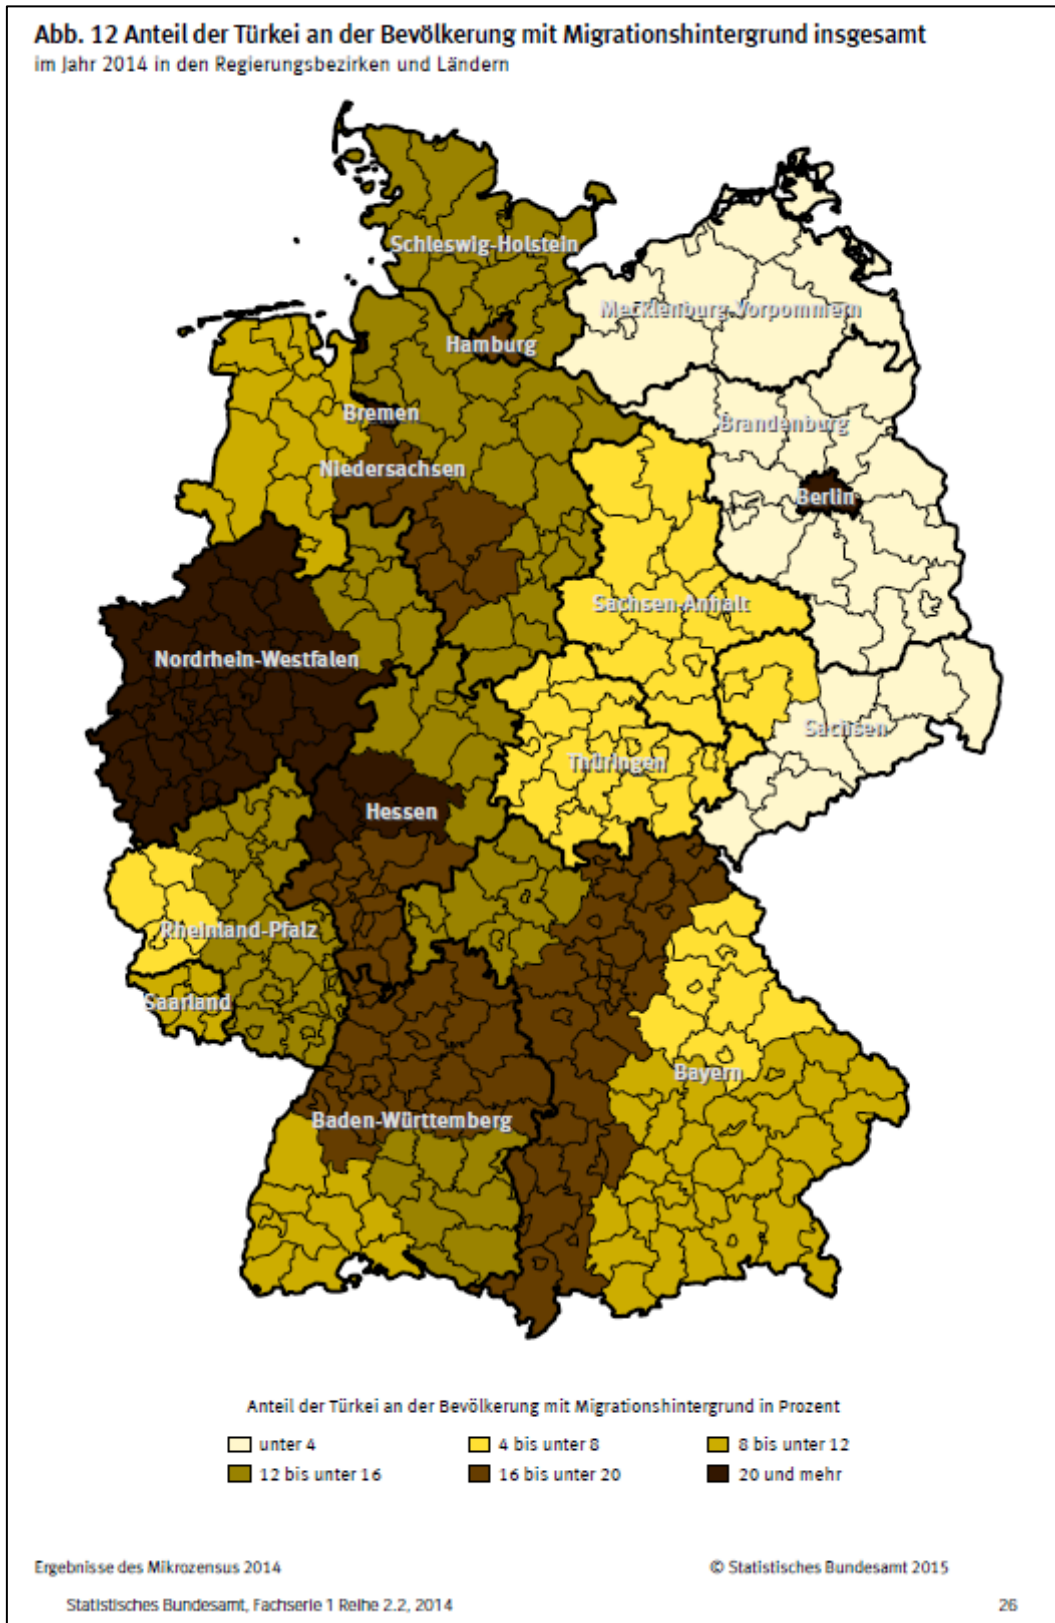 Abb. 12 Anteil der Türkei an der Bevölkerung mit Migrationshintergrund insgesamt
im Jahr 2014 in den Regierungsbezirken und Ländern
Schleswig-Holstein
Mecklenburg-Vorpommern
Hamburg
Bremen
Brandenburg
Niedersachsen
Berlin
Sachsen-Anhalt
Nordrhein-Westfalen
Sachsen
Thüringen
Hessen
Rheinland-Pfalz
Saarland
Bayern
Baden-Württemberg
Anteil der Türkei an der Bevölkerung mit Migrationshintergrund in Prozent
unter 4 4 bis unter 8 8 bis unter 12
12 bis unter 16 16 bis unter 20 20 und mehr
Ergebnisse des Mikrozensus 2014 © Statistisches Bundesamt 2015
Statistisches Bundesamt, Fachserie 1 Reihe 2.2, 2014 26